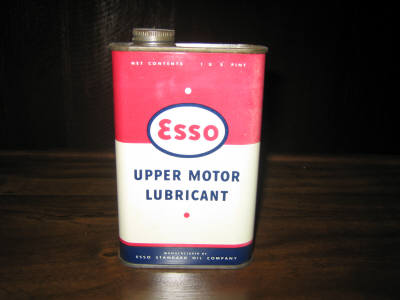 NET CONTENTS 1 U S PINT
Esso
UPPER MOTOR
LUBRICANT
MANUFACTURED BY
ESSO STANDARD OIL COMPANY